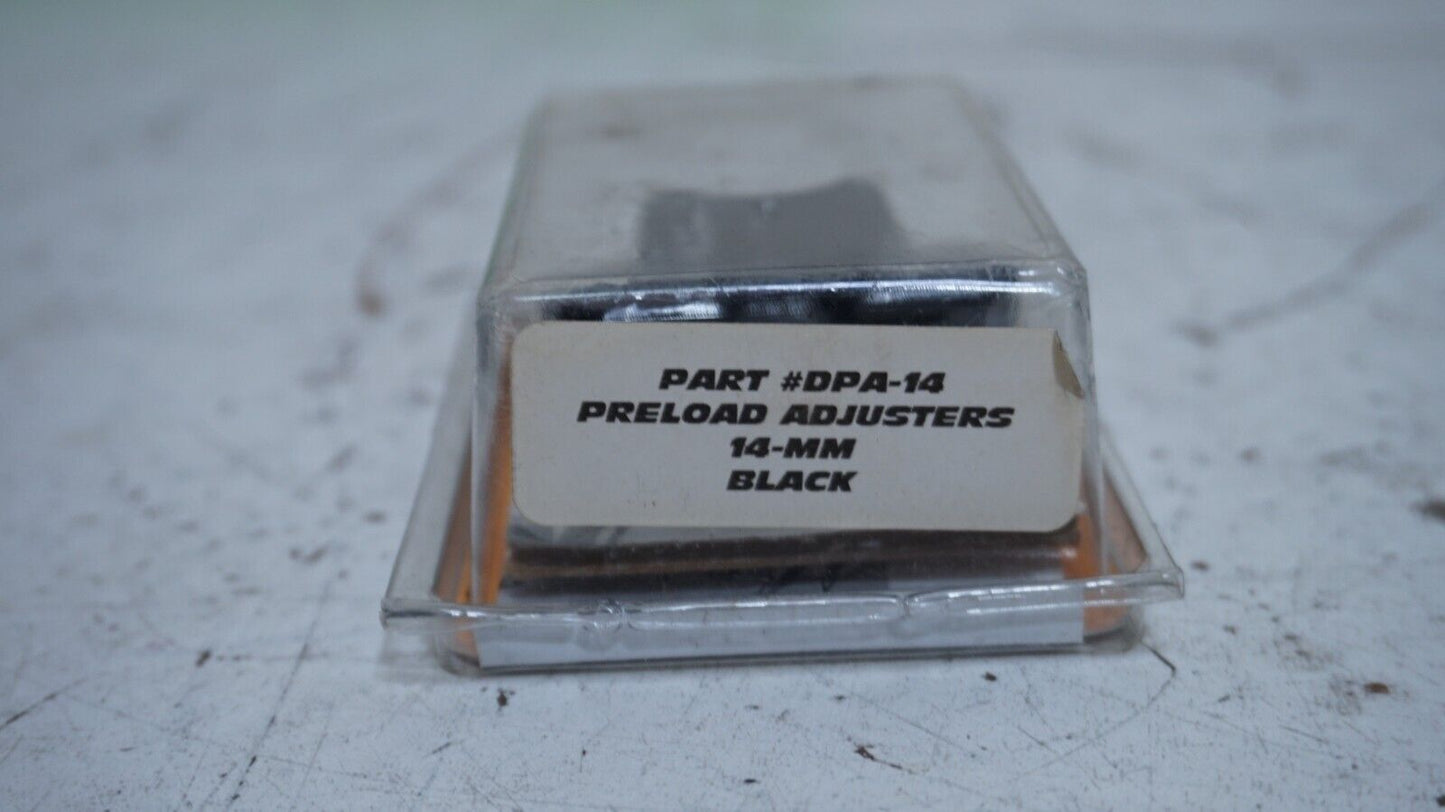 PART #DPA-14
PRELOAD ADJUSTERS
14-MM
BLACK